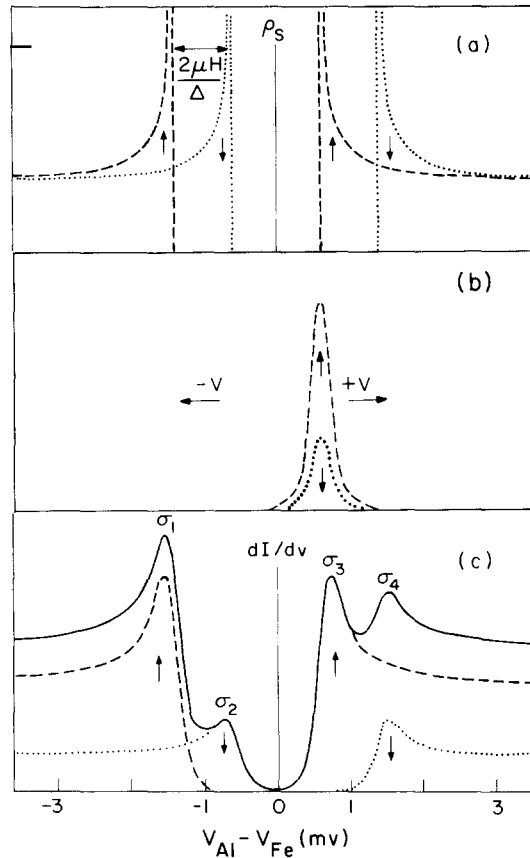 ρS
(a)
2μH
Δ
↑
↓
↑
↓
(b)
-V
+V
↑
↓
σ1
dI/dv
σ3
(c)
σ4
σ2
↑
↓
↑
↓
-3
-1
0
1
3
VAl-VFe(mv)